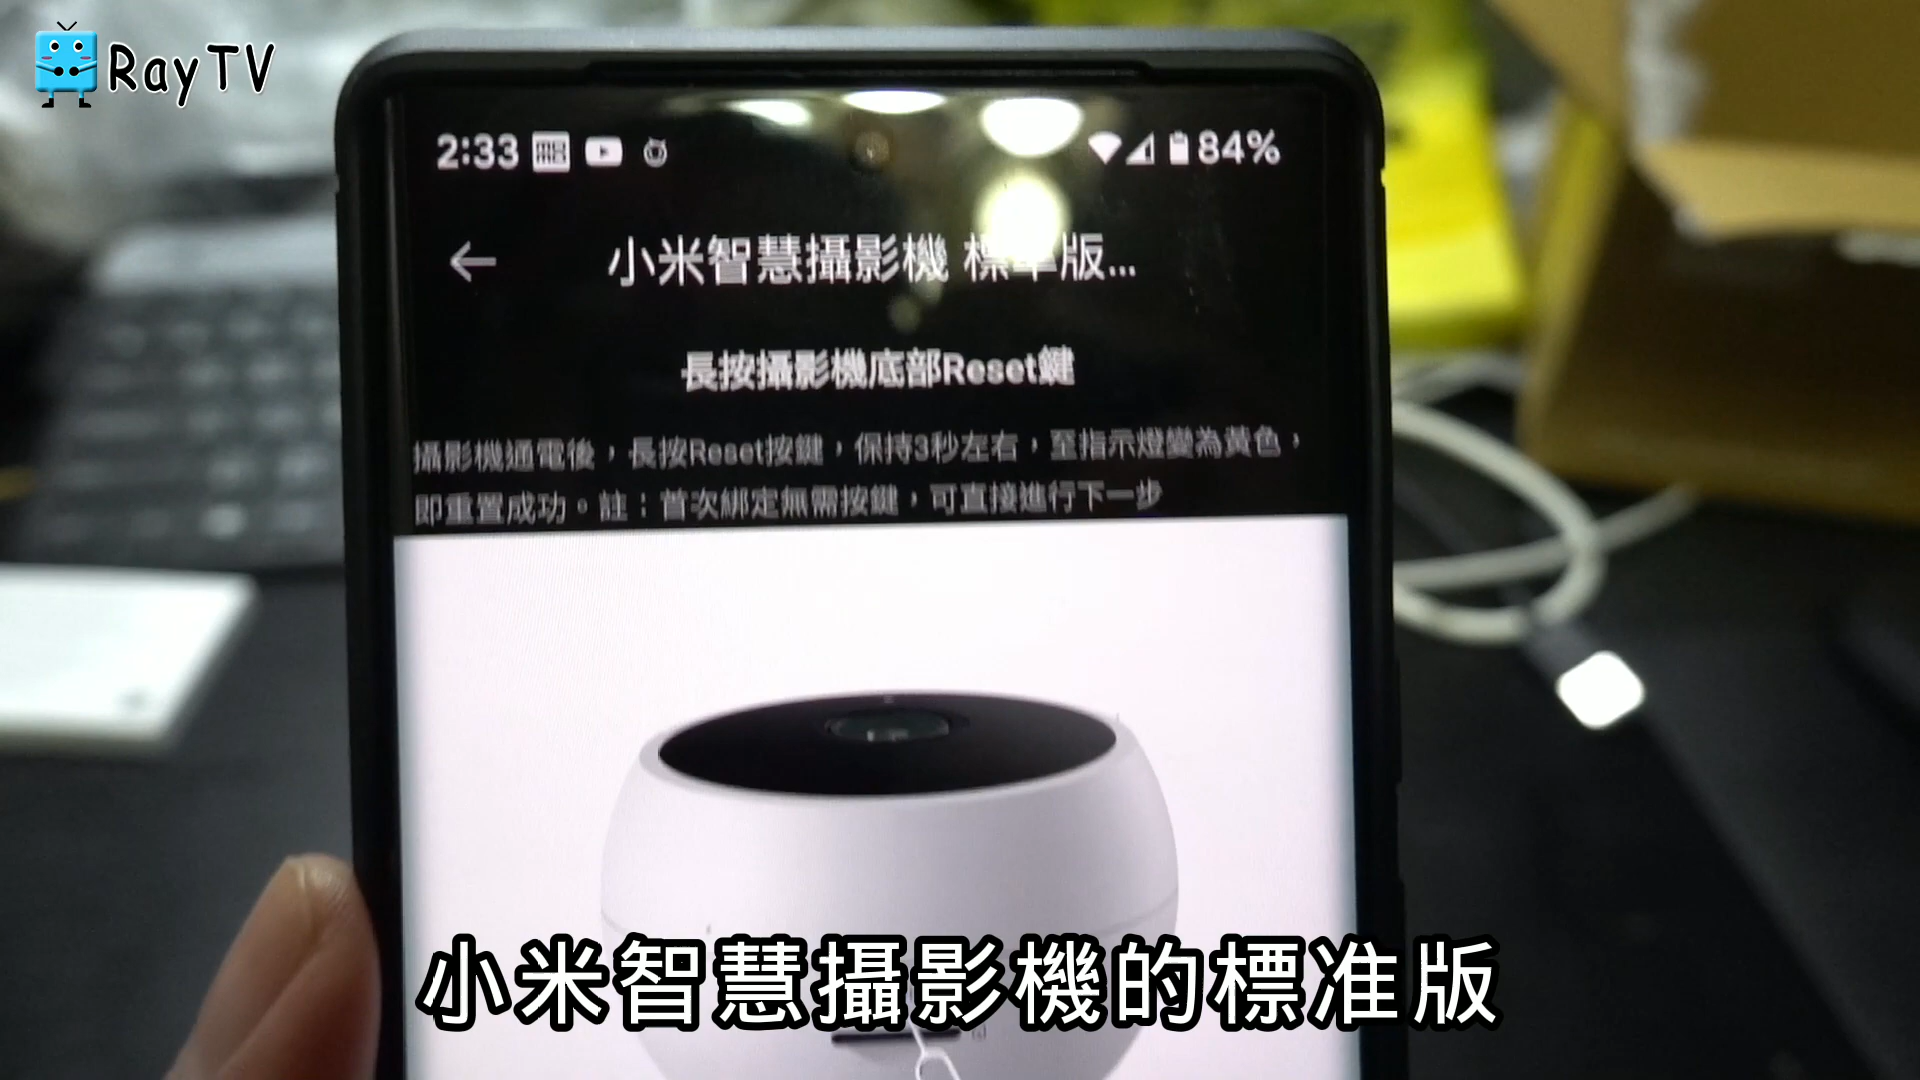 RayTV
2:33
84%
小米智慧攝影機 標準版...
長按攝影機底部Reset鍵
攝影機通電後，長按Reset按鍵，保持3秒左右，至指示燈變為黃色，
即重置成功。註：首次綁定無需按鍵，可直接進行下一步
小米智慧攝影機的標准版